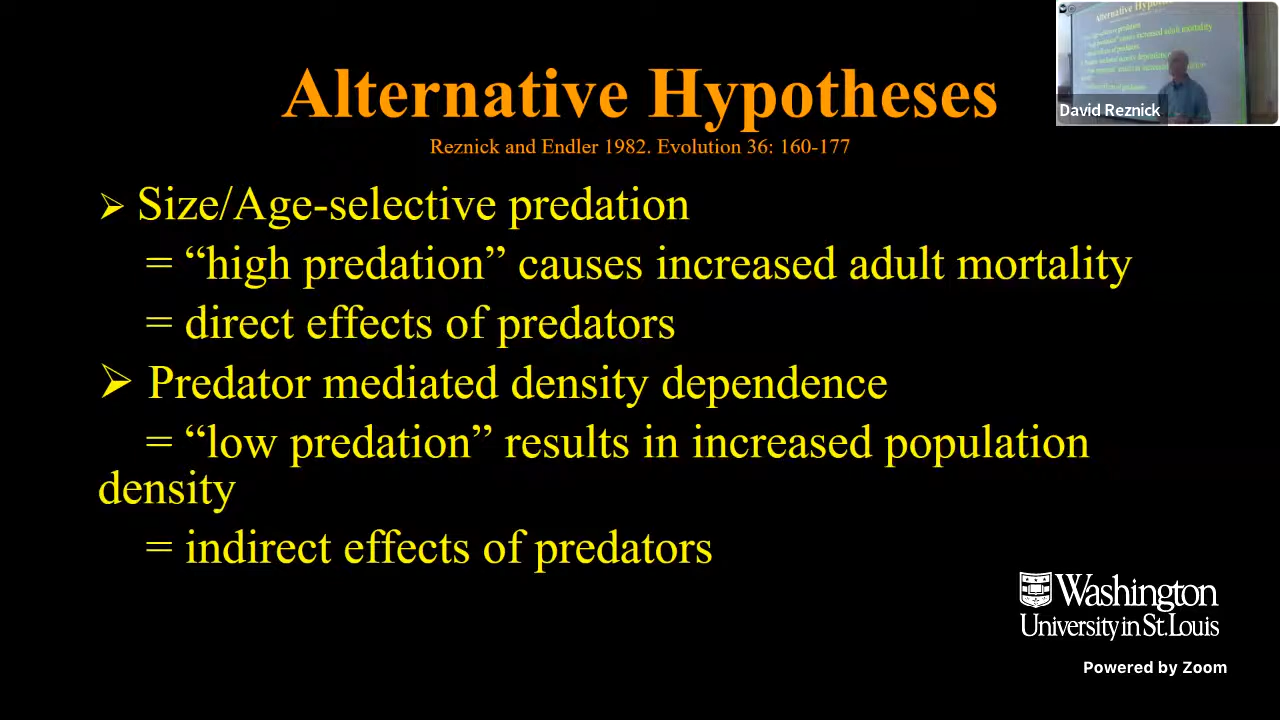 Alternative Hypotheses
Reznick and Endler 1982. Evolution 36: 160-177
➢ Size/Age-selective predation
= “high predation” causes increased adult mortality
= direct effects of predators
➢ Predator mediated density dependence
= “low predation” results in increased population
density
= indirect effects of predators
David Reznick
Washington
University in St. Louis
Powered by Zoom